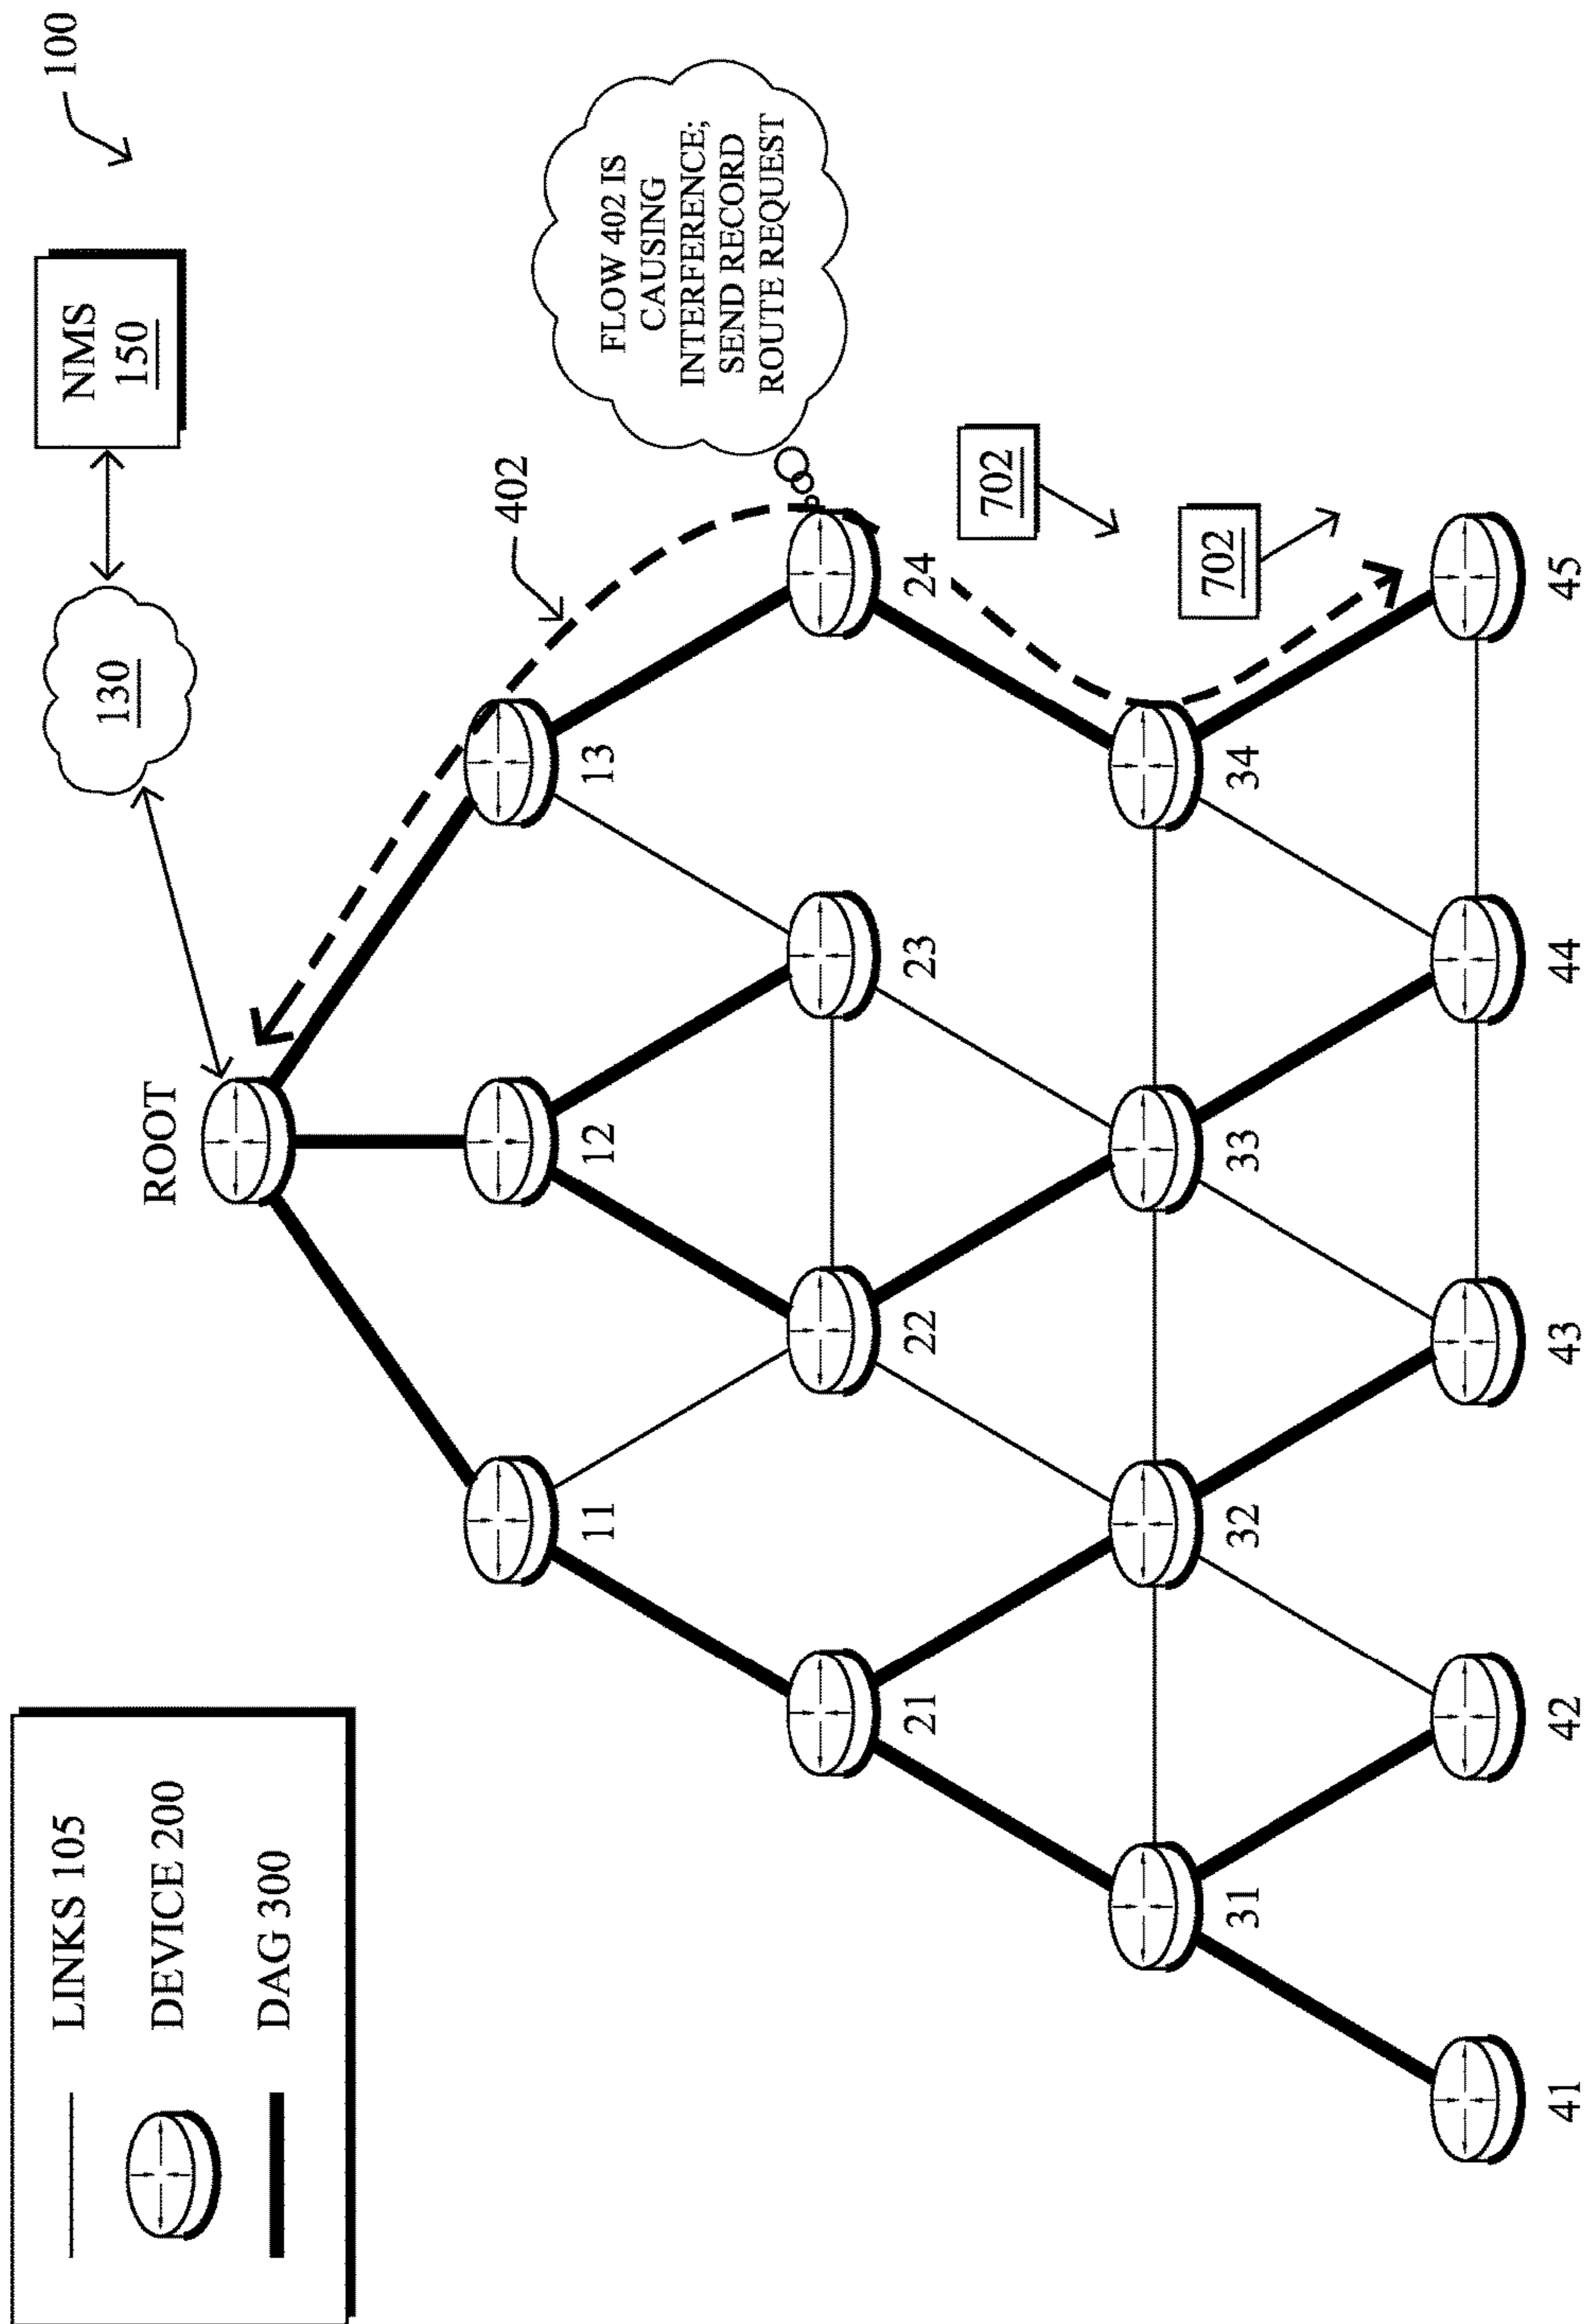 LINKS 105
DEVICE 200
DAG 300
100
NMS
150
130
ROOT
402
FLOW 402 IS
CAUSING
INTERFERENCE;
SEND RECORD
ROUTE REQUEST
11
12
13
21
22
23
24
702
702
31
32
33
34
41
42
43
44
45